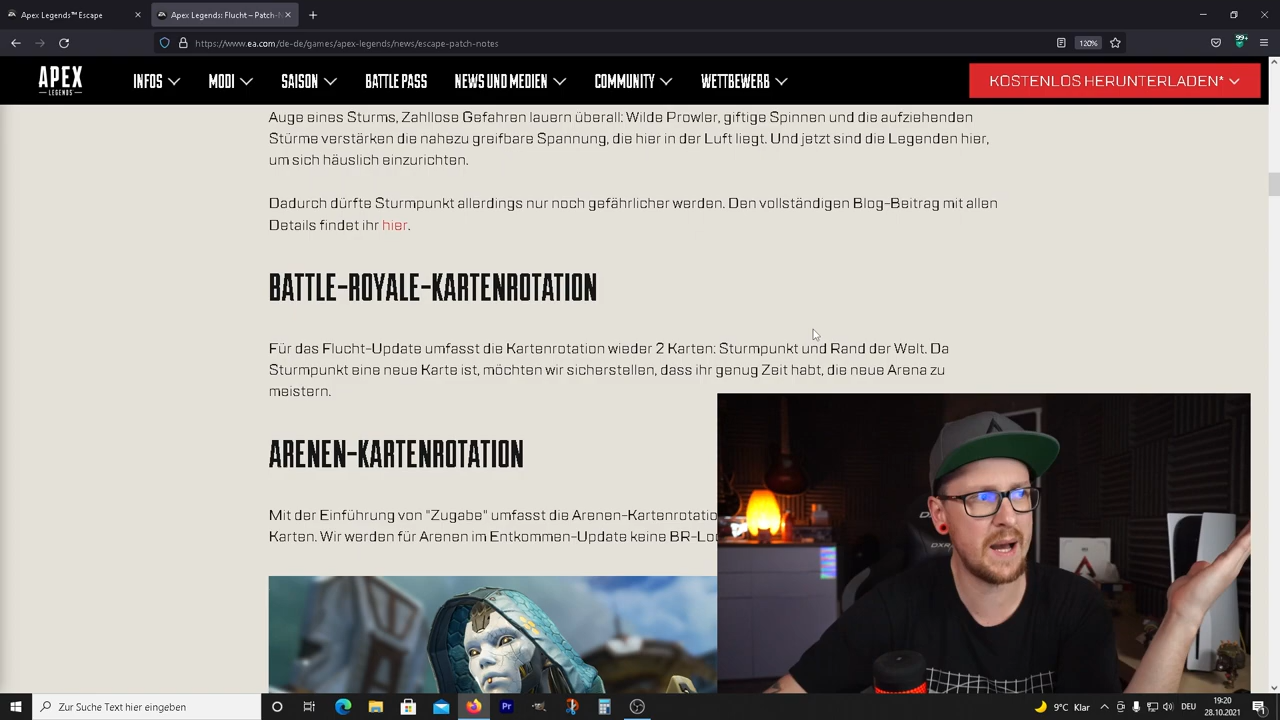 Apex Legends™ Escape
Apex Legends: Flucht – Patch-N
https://www.ea.com/de-de/games/apex-legends/news/escape-patch-notes
120%
99+
APEX
LEGENDS
INFOS
MODI
SAISON
BATTLE PASS
NEWS UND MEDIEN
COMMUNITY
WETTBEWERB
KOSTENLOS HERUNTERLADEN*
Auge eines Sturms, Zahllose Gefahren lauern überall: Wilde Prowler, giftige Spinnen und die aufziehenden
Stürme verstärken die nahezu greifbare Spannung, die hier in der Luft liegt. Und jetzt sind die Legenden hier,
um sich häuslich einzurichten.
Dadurch dürfte Sturmpunkt allerdings nur noch gefährlicher werden. Den vollständigen Blog-Beitrag mit allen
Details findet ihr hier.
BATTLE-ROYALE-KARTENROTATION
Für das Flucht-Update umfasst die Kartenrotation wieder 2 Karten: Sturmpunkt und Rand der Welt. Da
Sturmpunkt eine neue Karte ist, möchten wir sicherstellen, dass ihr genug Zeit habt, die neue Arena zu
meistern.
ARENEN-KARTENROTATION
Mit der Einführung von "Zugabe" umfasst die Arenen-Kartenrotatio
Karten. Wir werden für Arenen im Entkommen-Update keine BR-Lo
DXR
Zur Suche Text hier eingeben
Pr
9°C Klar
DEU
19:20
28.10.2021